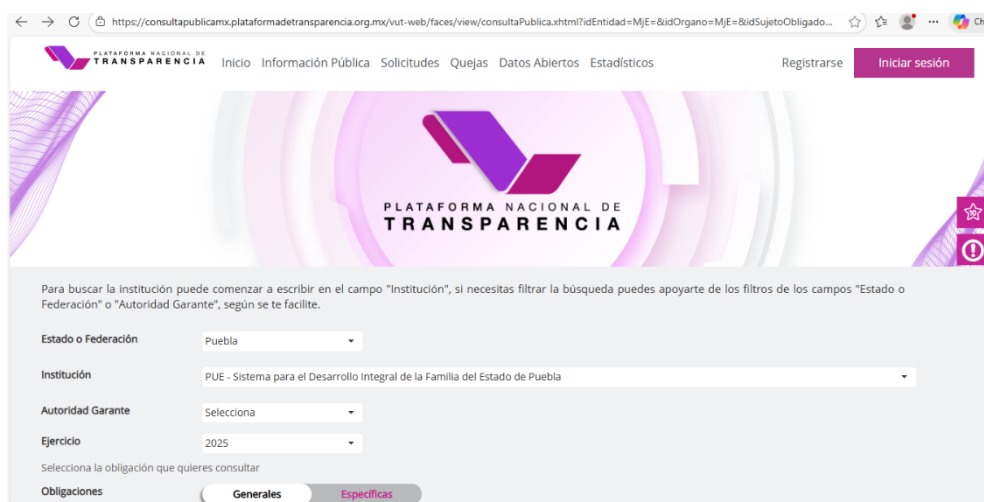 https://consultapublicamx.plataformadetransparencia.org.mx/vut-web/faces/view/consultaPublica.xhtml?idEntidad=MjE=&idOrgano=MjE=&idSujetoObligado...
Ch
PLATAFORMA NACIONAL DE
TRANSPARENCIA
Inicio Información Pública Solicitudes Quejas Datos Abiertos Estadísticos Registrarse Iniciar sesión
PLATAFORMA NACIONAL DE
TRANSPARENCIA
Para buscar la institución puede comenzar a escribir en el campo "Institución", si necesitas filtrar la búsqueda puedes apoyarte de los filtros de los campos "Estado o
Federación" o "Autoridad Garante", según se te facilite.
Estado o Federación Puebla
Institución PUE - Sistema para el Desarrollo Integral de la Familia del Estado de Puebla
Autoridad Garante Selecciona
Ejercicio 2025
Selecciona la obligación que quieres consultar
Obligaciones Generales Específicas